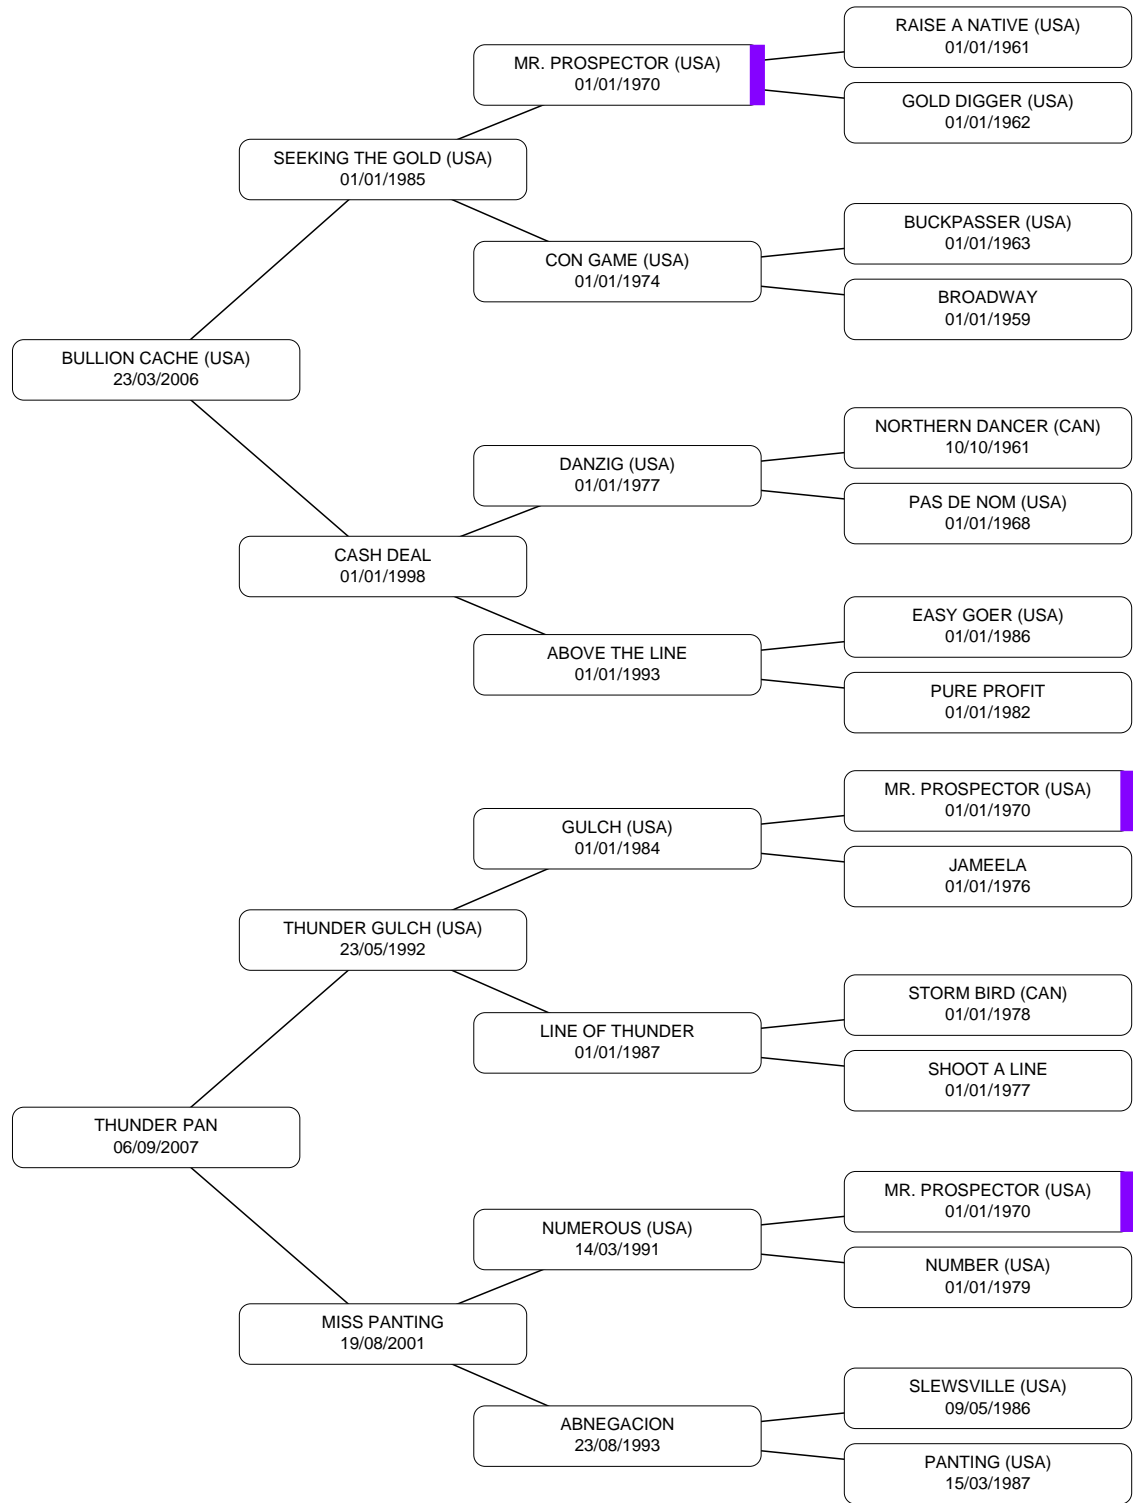 RAISE A NATIVE (USA)
01/01/1961
MR. PROSPECTOR (USA)
01/01/1970
GOLD DIGGER (USA)
01/01/1962
SEEKING THE GOLD (USA)
01/01/1985
BUCKPASSER (USA)
01/01/1963
CON GAME (USA)
01/01/1974
BROADWAY
01/01/1959
BULLION CACHE (USA)
23/03/2006
NORTHERN DANCER (CAN)
10/10/1961
DANZIG (USA)
01/01/1977
PAS DE NOM (USA)
01/01/1968
CASH DEAL
01/01/1998
EASY GOER (USA)
01/01/1986
ABOVE THE LINE
01/01/1993
PURE PROFIT
01/01/1982
MR. PROSPECTOR (USA)
01/01/1970
GULCH (USA)
01/01/1984
JAMEELA
01/01/1976
THUNDER GULCH (USA)
23/05/1992
STORM BIRD (CAN)
01/01/1978
LINE OF THUNDER
01/01/1987
SHOOT A LINE
01/01/1977
THUNDER PAN
06/09/2007
MR. PROSPECTOR (USA)
01/01/1970
NUMEROUS (USA)
14/03/1991
NUMBER (USA)
01/01/1979
MISS PANTING
19/08/2001
SLEWSVILLE (USA)
09/05/1986
ABNEGACION
23/08/1993
PANTING (USA)
15/03/1987